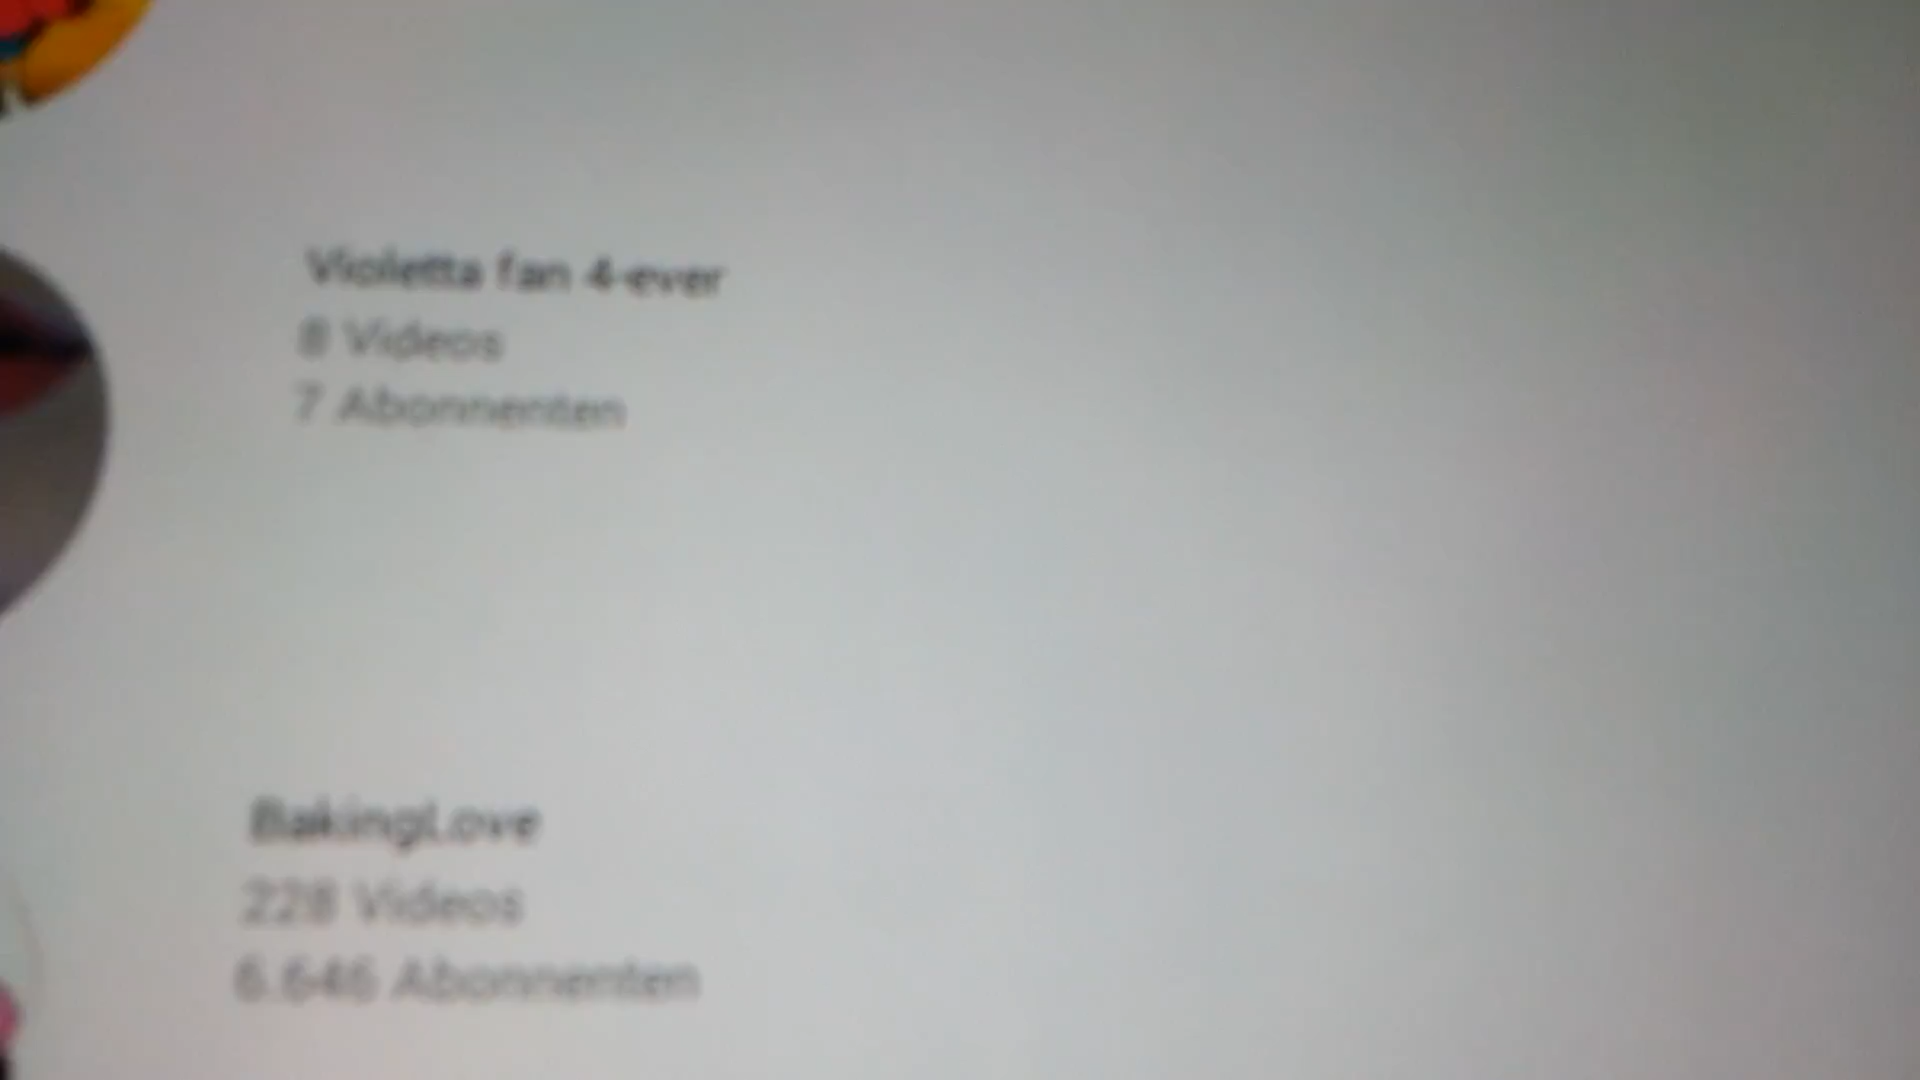 Violetta fan 4-ever
8 Videos
7 Abonnenten
BakingLove
228 Videos
6.646 Abonnenten